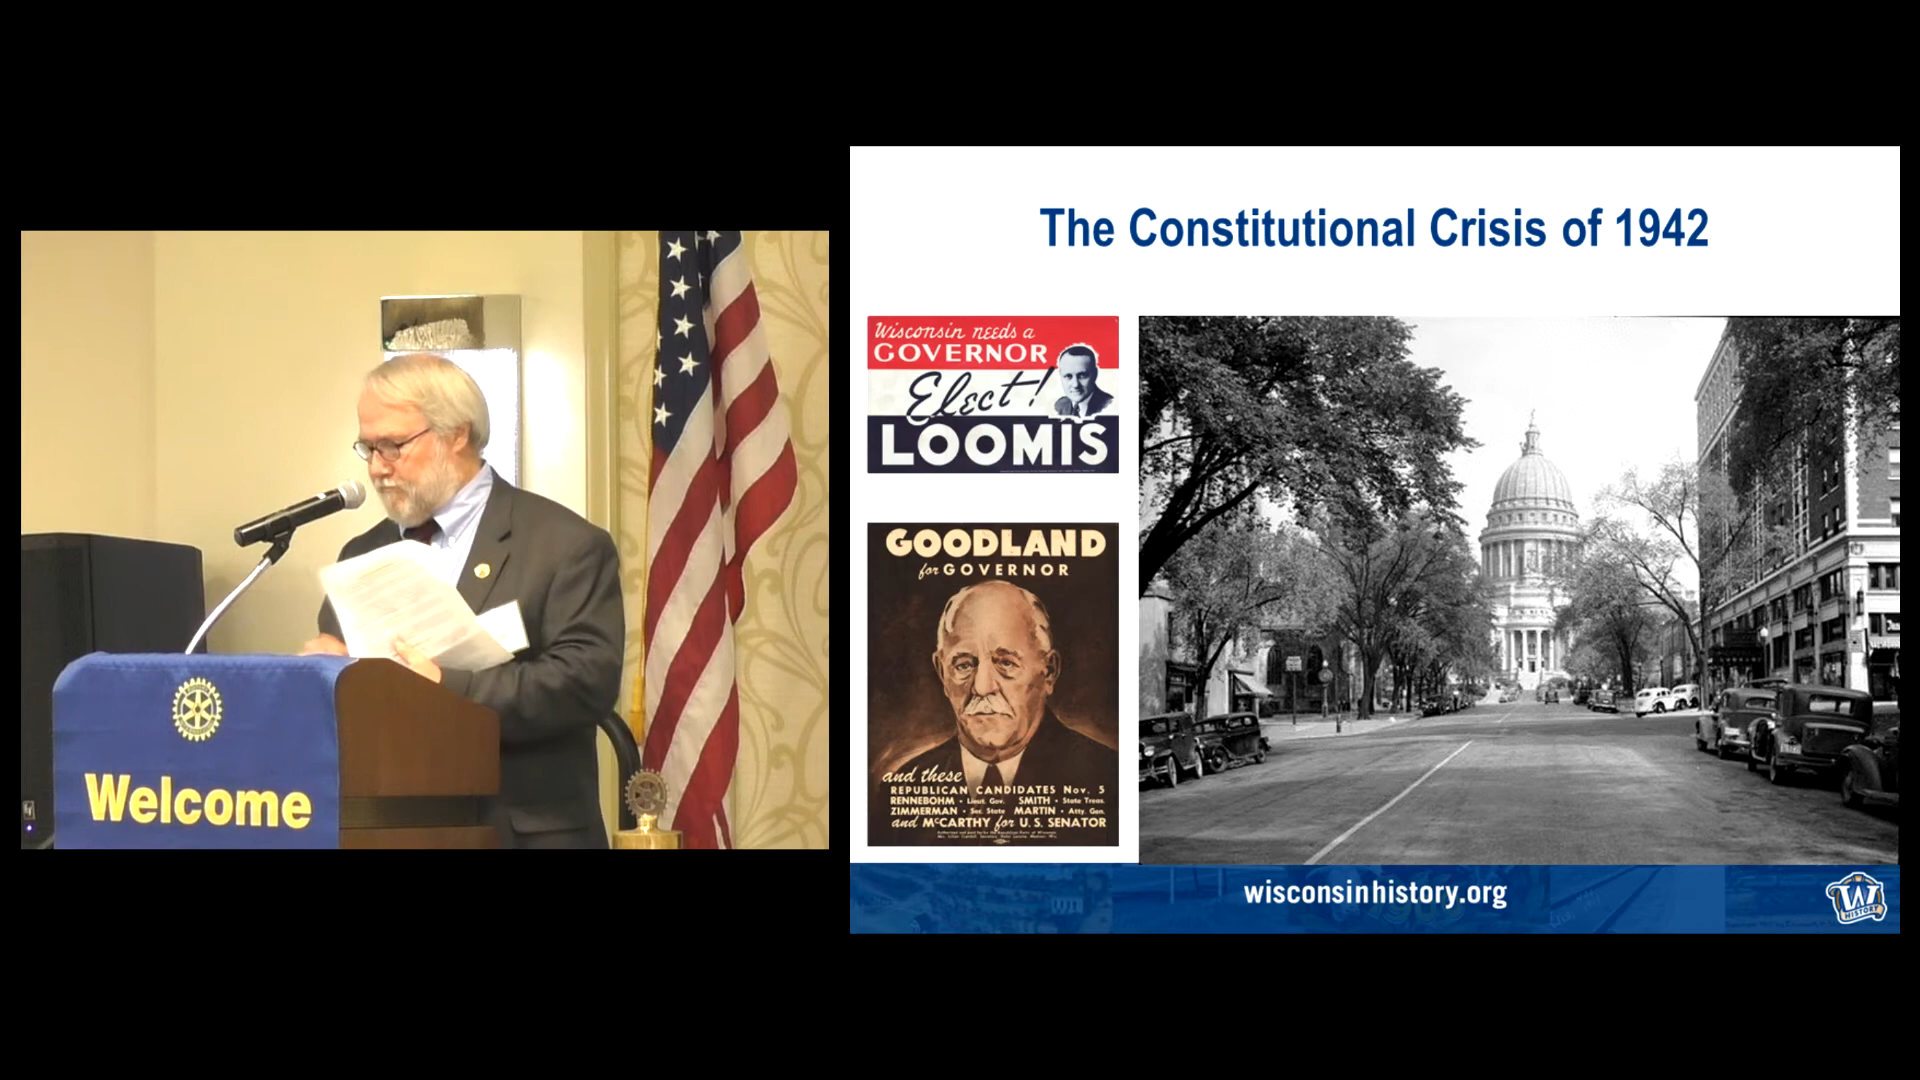 Welcome
The Constitutional Crisis of 1942
Wisconsin needs a
GOVERNOR
Elect!
LOOMIS
GOODLAND
for GOVERNOR
and these
REPUBLICAN CANDIDATES Nov. 5
RENNEBOHM - Lieut. Gov. SMITH - State Treas.
ZIMMERMAN - Sec. State MARTIN - Atty. Gen.
and McCARTHY for U.S. SENATOR
wisconsinhistory.org
W
HISTORY